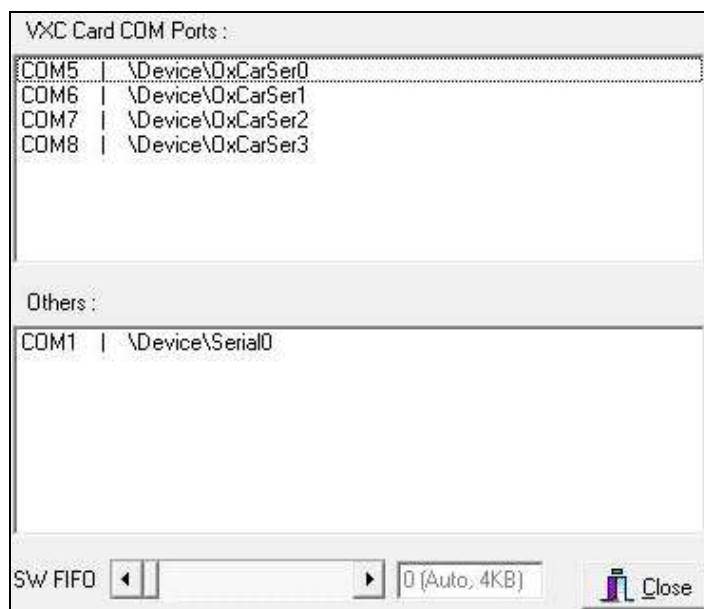 VXC Card COM Ports :
COM5 | \Device\OxCarSer0
COM6 | \Device\OxCarSer1
COM7 | \Device\OxCarSer2
COM8 | \Device\OxCarSer3
Others :
COM1 | \Device\Serial0
SW FIFO 0 (Auto, 4KB) Close